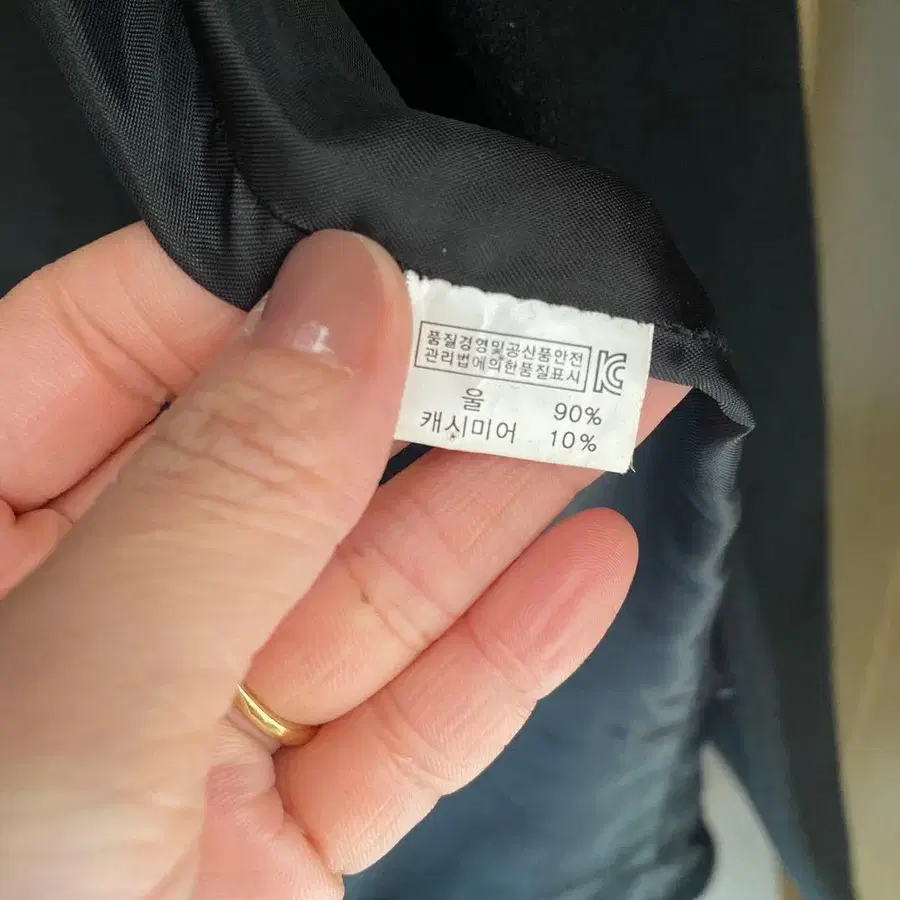 품질경영및공산품안전
관리법에의한품질표시
KC
울 90%
캐시미어 10%